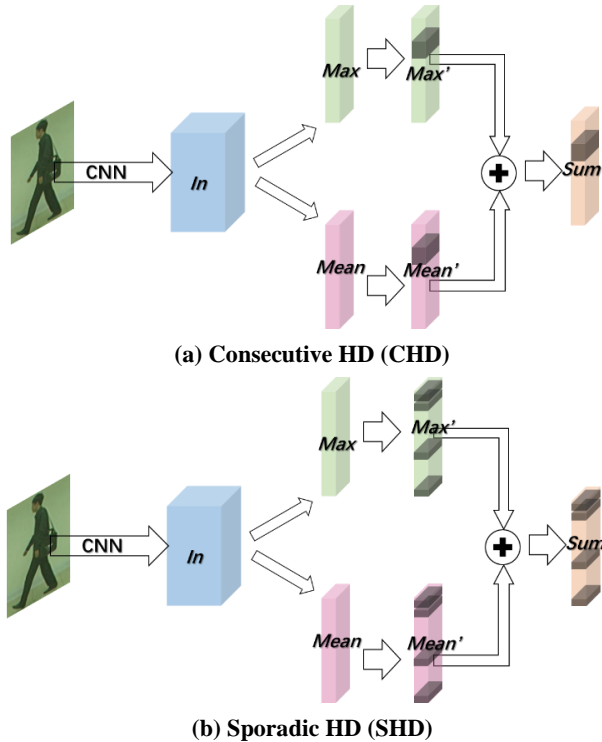 Max
Max'
CNN
In
Sum
Mean
Mean'
(a) Consecutive HD (CHD)
Max
Max'
CNN
In
Sum
Mean
Mean'
(b) Sporadic HD (SHD)